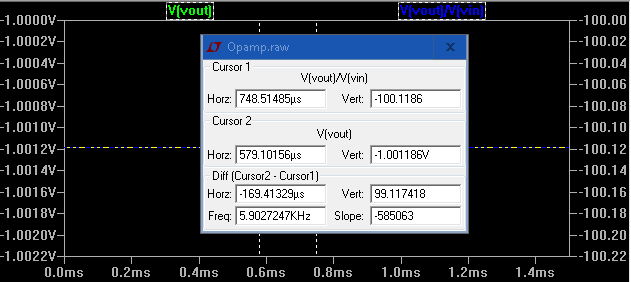 V(vout) V(vout)/V(vin)
-1.0000V -100.00
-1.0002V -100.02
-1.0004V -100.04
-1.0006V -100.06
-1.0008V -100.08
-1.0010V -100.10
-1.0012V -100.12
-1.0014V -100.14
-1.0016V -100.16
-1.0018V -100.18
-1.0020V -100.20
-1.0022V -100.22
0.0ms 0.2ms 0.4ms 0.6ms 0.8ms 1.0ms 1.2ms 1.4ms
Opamp.raw x
Cursor 1
V(vout)/V(vin)
Horz: 748.51485µs Vert: -100.1186
Cursor 2
V(vout)
Horz: 579.10156µs Vert: -1.001186V
Diff (Cursor2 - Cursor1)
Horz: -169.41329µs Vert: 99.117418
Freq: 5.9027247KHz Slope: -585063